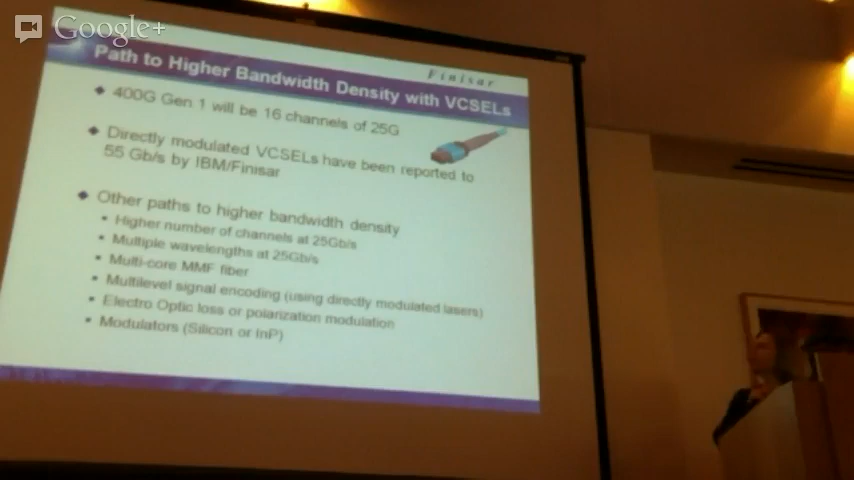 Google+
Finisar
Path to Higher Bandwidth Density with VCSELs
400G Gen 1 will be 16 channels of 25G
Directly modulated VCSELs have been reported to
55 Gb/s by IBM/Finisar
Other paths to higher bandwidth density
Higher number of channels at 25Gb/s
Multiple wavelengths at 25Gb/s
Multi-core MMF fiber
Multilevel signal encoding (using directly modulated lasers)
Electro Optic loss or polarization modulation
Modulators (Silicon or InP)